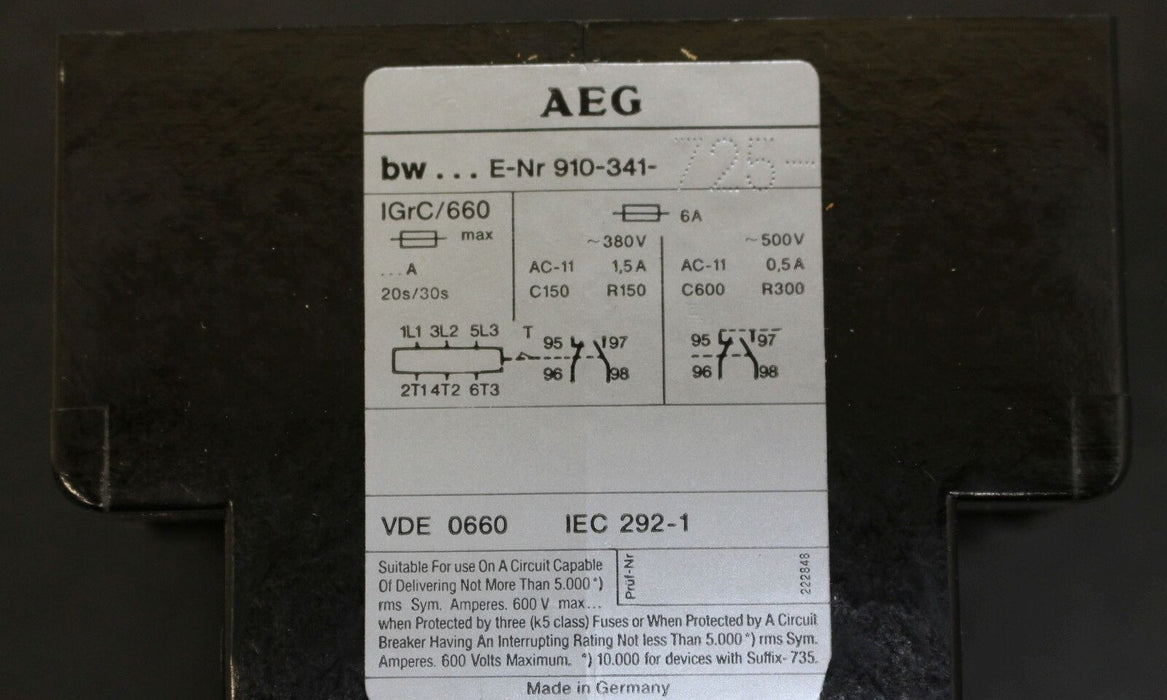 AEG
bw... E-Nr 910-341-725
IGrC/660
max
...A
20s/30s
6A
~380V ~500V
AC-11 1,5A AC-11 0,5A
C150 R150 C600 R300
1L1 3L2 5L3 T
95 97 95 97
96 98 96 98
2T1 4T2 6T3
VDE 0660 IEC 292-1
Suitable For use On A Circuit Capable
Of Delivering Not More Than 5.000*)
rms Sym. Amperes. 600 V max...
Prüf-Nr
222848
when Protected by three (k5 class) Fuses or When Protected by A Circuit
Breaker Having An Interrupting Rating Not less Than 5.000*) rms Sym.
Amperes. 600 Volts Maximum. *) 10.000 for devices with Suffix-735.
Made in Germany